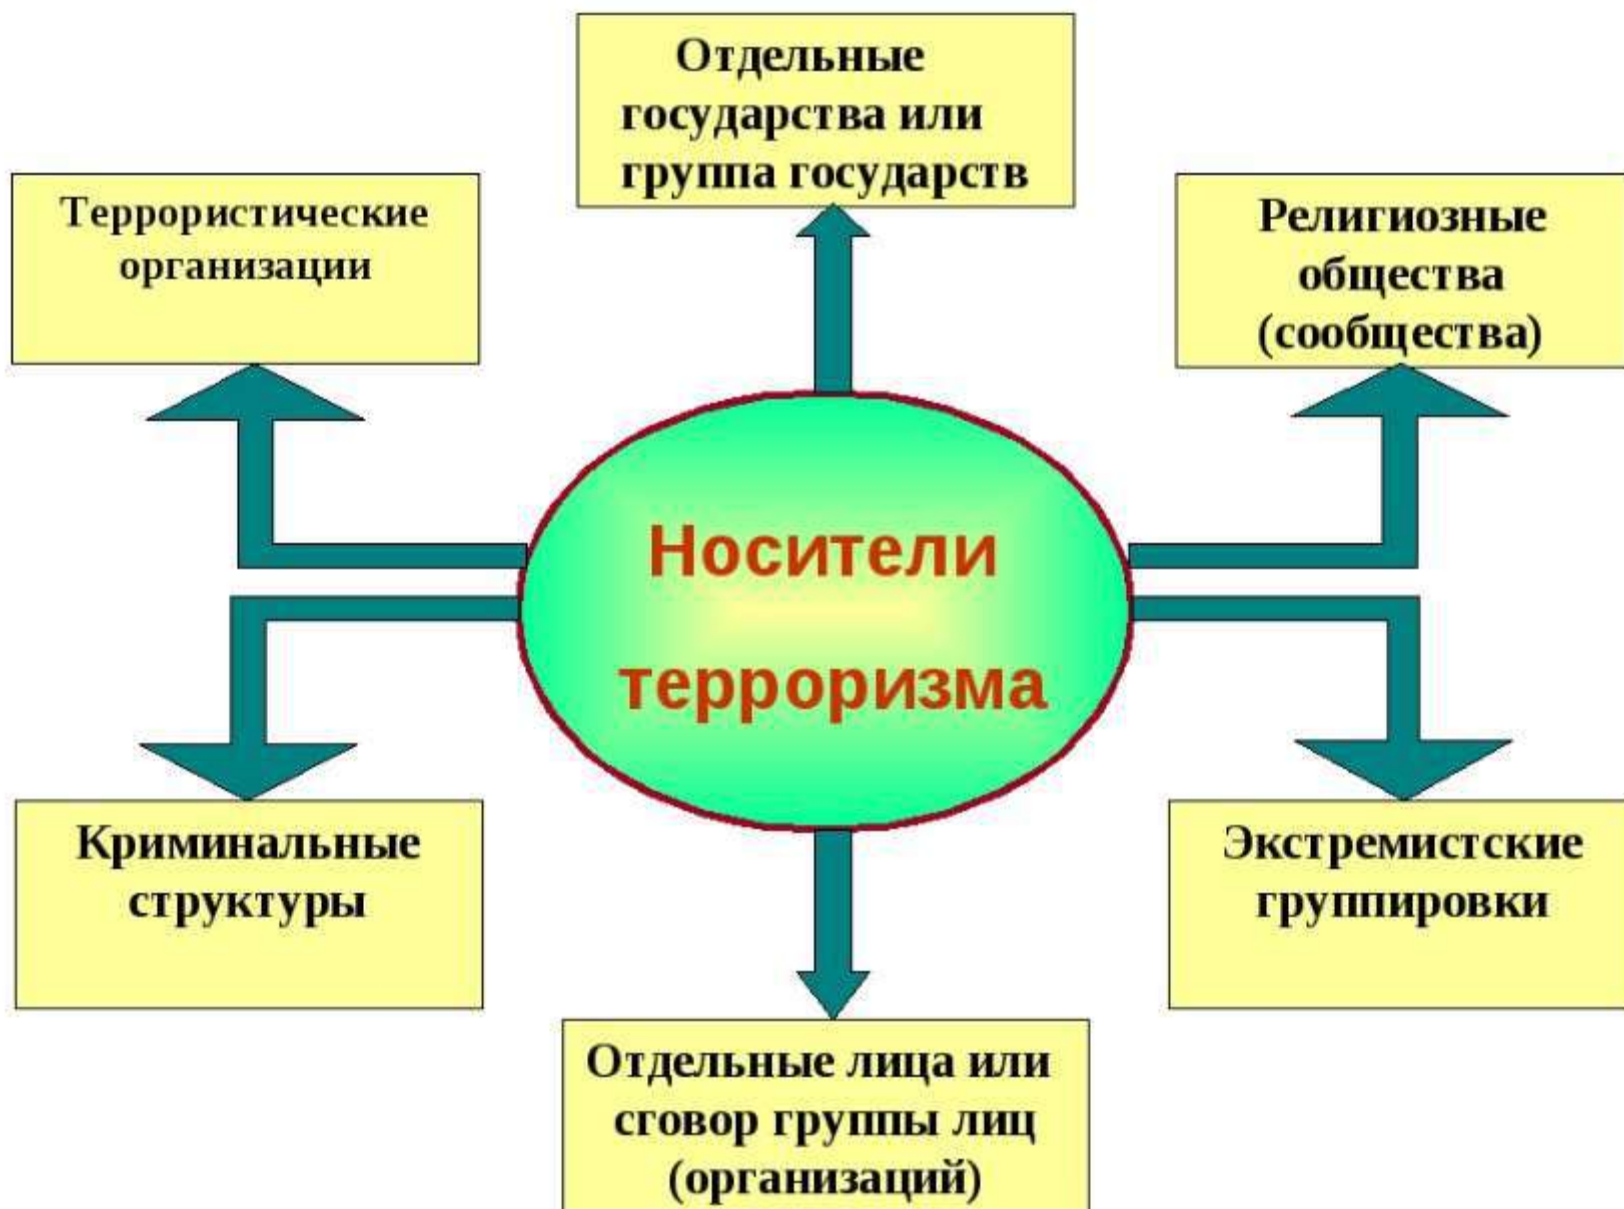 Отдельные
государства или
группа государств
Террористические
организации
Религиозные
общества
(сообщества)
Носители
терроризма
Криминальные
структуры
Экстремистские
группировки
Отдельные лица или
сговор группы лиц
(организаций)